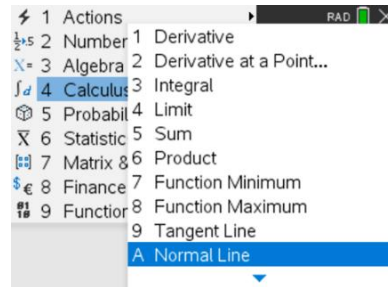 1 Actions
RAD
2 Number
3 Algebra
4 Calculus
5 Probabil
6 Statistic
7 Matrix &
8 Finance
9 Function
1 Derivative
2 Derivative at a Point...
3 Integral
4 Limit
5 Sum
6 Product
7 Function Minimum
8 Function Maximum
9 Tangent Line
A Normal Line